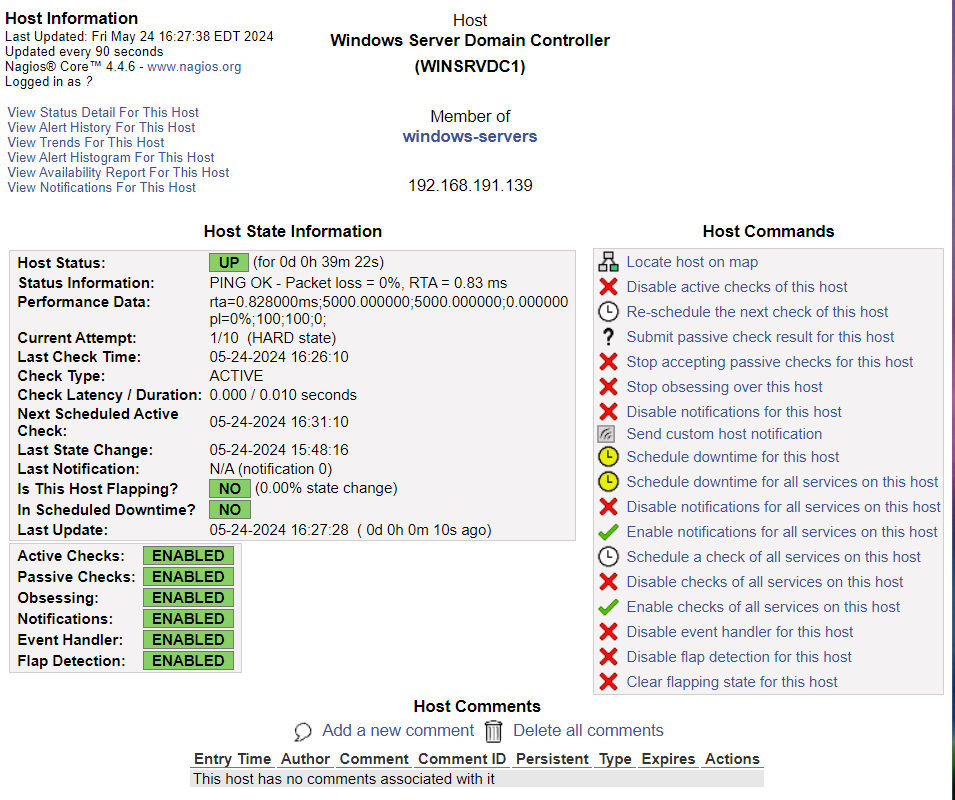 Host Information
Last Updated: Fri May 24 16:27:38 EDT 2024
Updated every 90 seconds
Nagios® Core™ 4.4.6 - www.nagios.org
Logged in as ?
View Status Detail For This Host
View Alert History For This Host
View Trends For This Host
View Alert Histogram For This Host
View Availability Report For This Host
View Notifications For This Host
Host
Windows Server Domain Controller
(WINSRVDC1)
Member of
windows-servers
192.168.191.139
Host State Information
Host Status: UP (for 0d 0h 39m 22s)
Status Information: PING OK - Packet loss = 0%, RTA = 0.83 ms
Performance Data: rta=0.828000ms;5000.000000;5000.000000;0.000000
pl=0%;100;100;0;
Current Attempt: 1/10 (HARD state)
Last Check Time: 05-24-2024 16:26:10
Check Type: ACTIVE
Check Latency / Duration: 0.000 / 0.010 seconds
Next Scheduled Active
Check: 05-24-2024 16:31:10
Last State Change: 05-24-2024 15:48:16
Last Notification: N/A (notification 0)
Is This Host Flapping? NO (0.00% state change)
In Scheduled Downtime? NO
Last Update: 05-24-2024 16:27:28 ( 0d 0h 0m 10s ago)
Active Checks: ENABLED
Passive Checks: ENABLED
Obsessing: ENABLED
Notifications: ENABLED
Event Handler: ENABLED
Flap Detection: ENABLED
Host Commands
Locate host on map
Disable active checks of this host
Re-schedule the next check of this host
? Submit passive check result for this host
Stop accepting passive checks for this host
Stop obsessing over this host
Disable notifications for this host
Send custom host notification
Schedule downtime for this host
Schedule downtime for all services on this host
Disable notifications for all services on this host
Enable notifications for all services on this host
Schedule a check of all services on this host
Disable checks of all services on this host
Enable checks of all services on this host
Disable event handler for this host
Disable flap detection for this host
Clear flapping state for this host
Host Comments
Add a new comment Delete all comments
Entry Time Author Comment Comment ID Persistent Type Expires Actions
This host has no comments associated with it